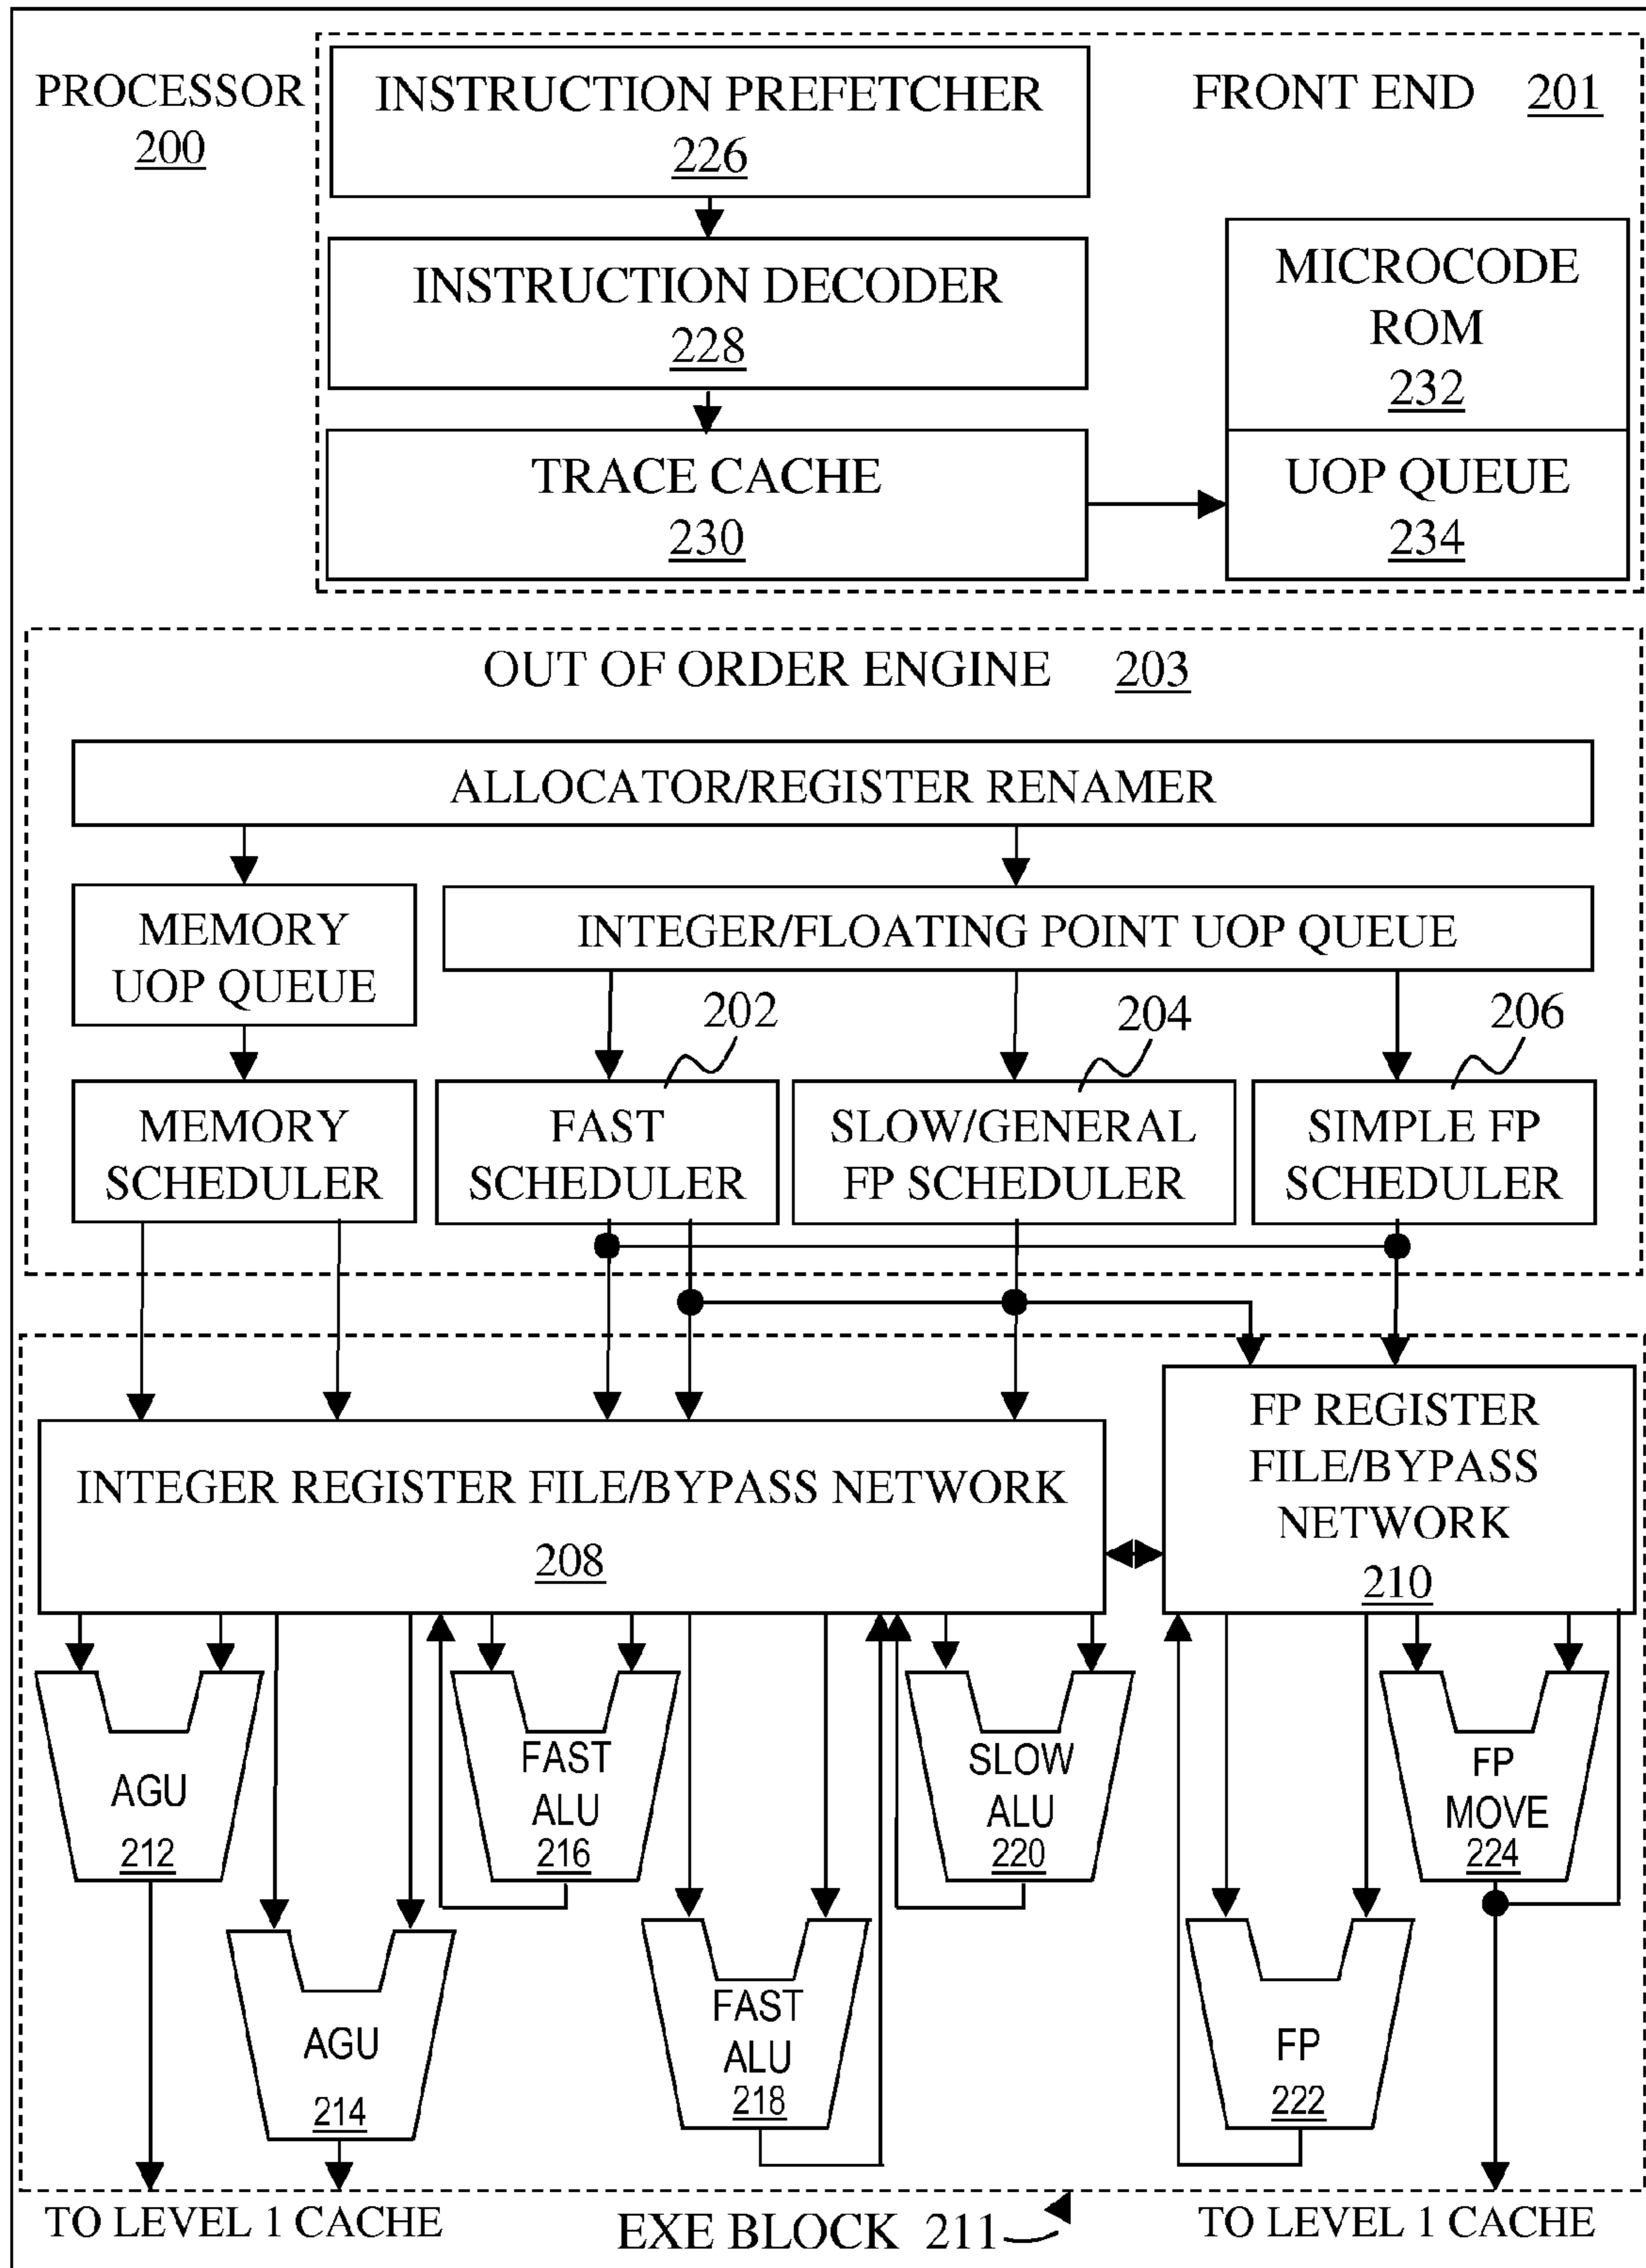 PROCESSOR
200
INSTRUCTION PREFETCHER
226
FRONT END 201
INSTRUCTION DECODER
228
MICROCODE
ROM
232
TRACE CACHE
230
UOP QUEUE
234
OUT OF ORDER ENGINE 203
ALLOCATOR/REGISTER RENAMER
MEMORY
UOP QUEUE
INTEGER/FLOATING POINT UOP QUEUE
202
204
206
MEMORY
SCHEDULER
FAST
SCHEDULER
SLOW/GENERAL
FP SCHEDULER
SIMPLE FP
SCHEDULER
INTEGER REGISTER FILE/BYPASS NETWORK
208
FP REGISTER
FILE/BYPASS
NETWORK
210
AGU
212
FAST
ALU
216
SLOW
ALU
220
FP
MOVE
224
AGU
214
FAST
ALU
218
FP
222
TO LEVEL 1 CACHE
EXE BLOCK 211
TO LEVEL 1 CACHE